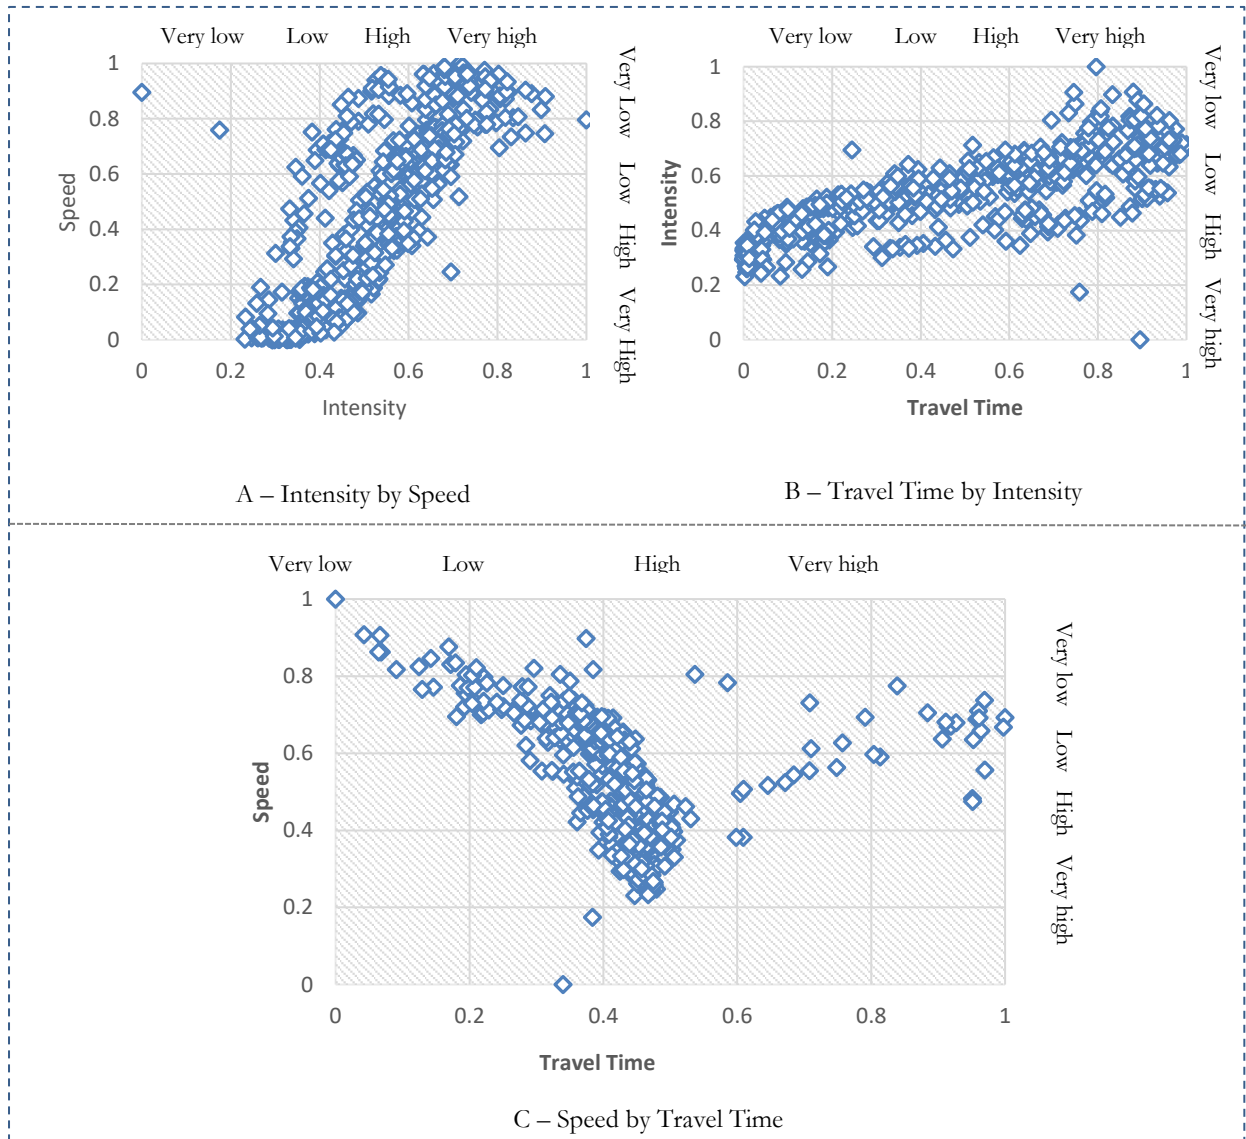 Very low Low High Very high
1
0.8
0.6
0.4
0.2
0
Speed
0 0.2 0.4 0.6 0.8 1
Intensity
Very Low Low High Very High
A – Intensity by Speed
Very low Low High Very high
1
0.8
0.6
0.4
0.2
0
Intensity
0 0.2 0.4 0.6 0.8 1
Travel Time
Very low Low High Very high
B – Travel Time by Intensity
Very low Low High Very high
1
0.8
0.6
0.4
0.2
0
Speed
0 0.2 0.4 0.6 0.8 1
Travel Time
Very low Low High Very high
C – Speed by Travel Time